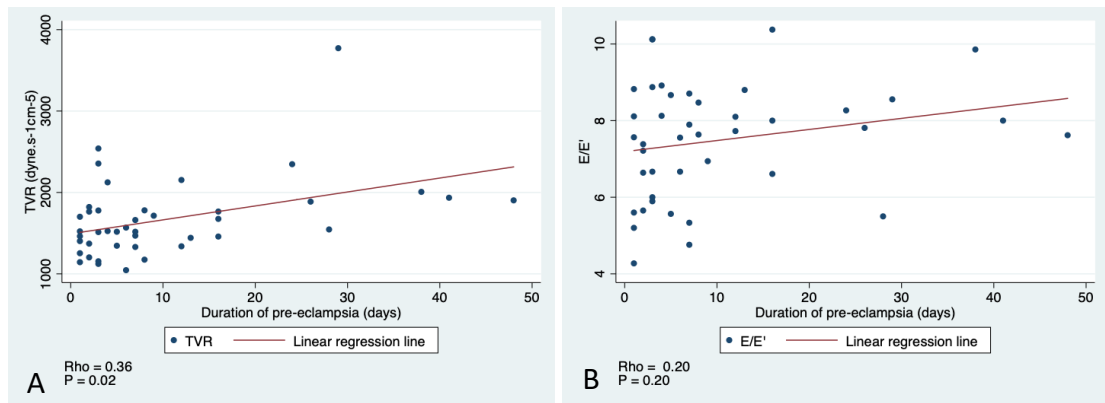 TVR (dyne.s-1cm-5)
4000
3000
2000
1000
0 10 20 30 40 50
Duration of pre-eclampsia (days)
TVR Linear regression line
Rho = 0.36
P = 0.02
A
E/E'
10
8
6
4
0 10 20 30 40 50
Duration of pre-eclampsia (days)
E/E' Linear regression line
Rho = 0.20
P = 0.20
B